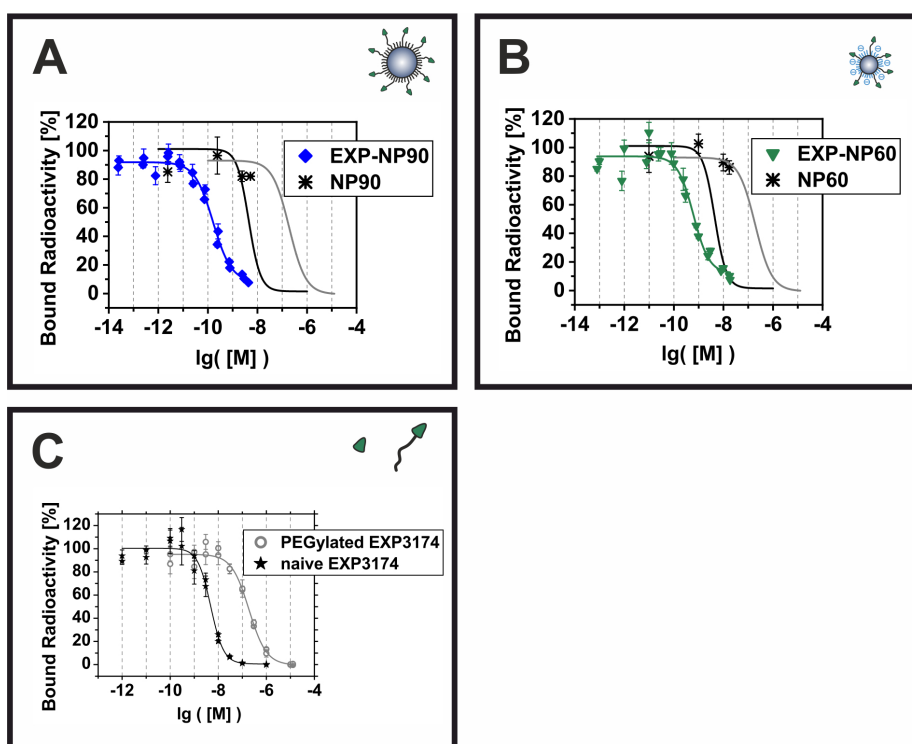 A
Bound Radioactivity [%]
120
100
80
60
40
20
0
EXP-NP90
NP90
-14
-12
-10
-8
-6
-4
lg( [M] )
B
Bound Radioactivity [%]
120
100
80
60
40
20
0
EXP-NP60
NP60
-14
-12
-10
-8
-6
-4
lg( [M] )
C
Bound Radioactivity [%]
120
100
80
60
40
20
0
PEGylated EXP3174
naive EXP3174
-12
-10
-8
-6
-4
lg ( [M] )